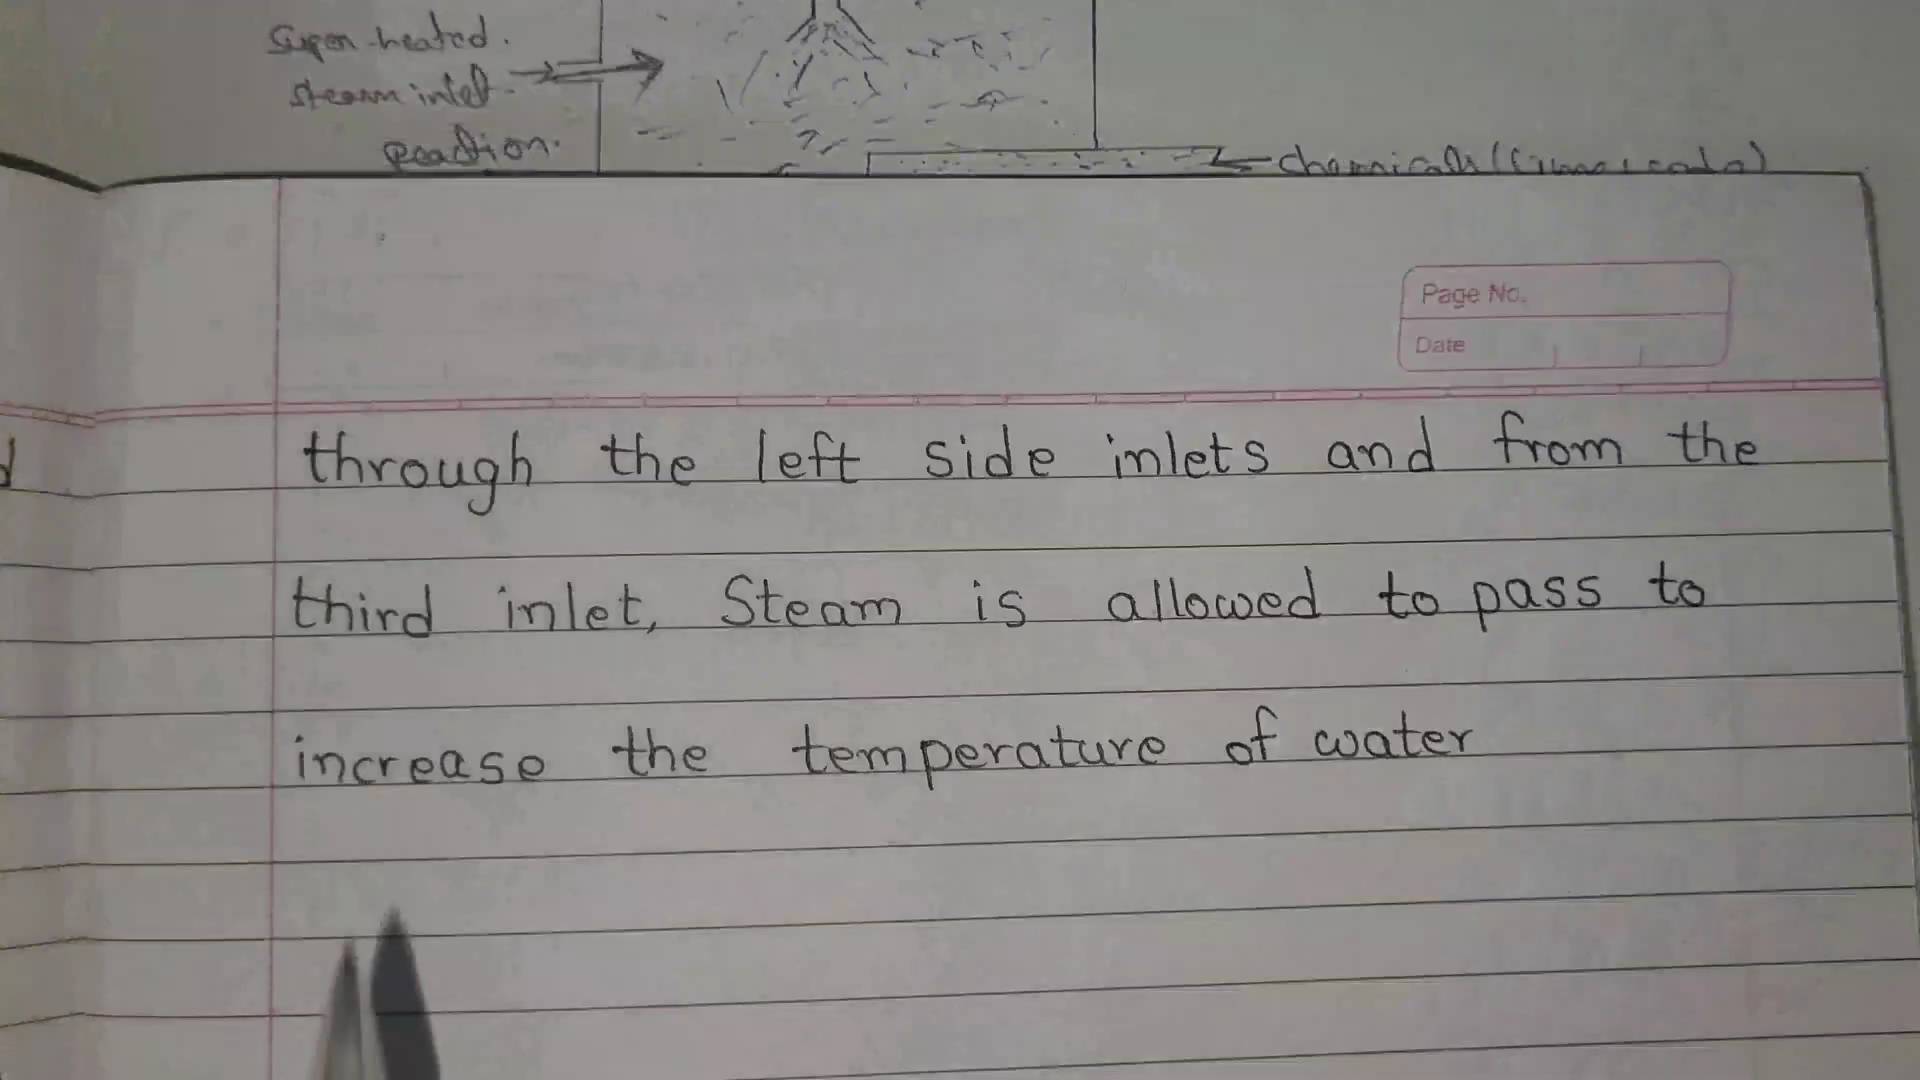 Super heated.
steam inlet.
reaction.
chemicals (
Page No.
Date
through the left side inlets and from the
third inlet, Steam is allowed to pass to
increase the temperature of water